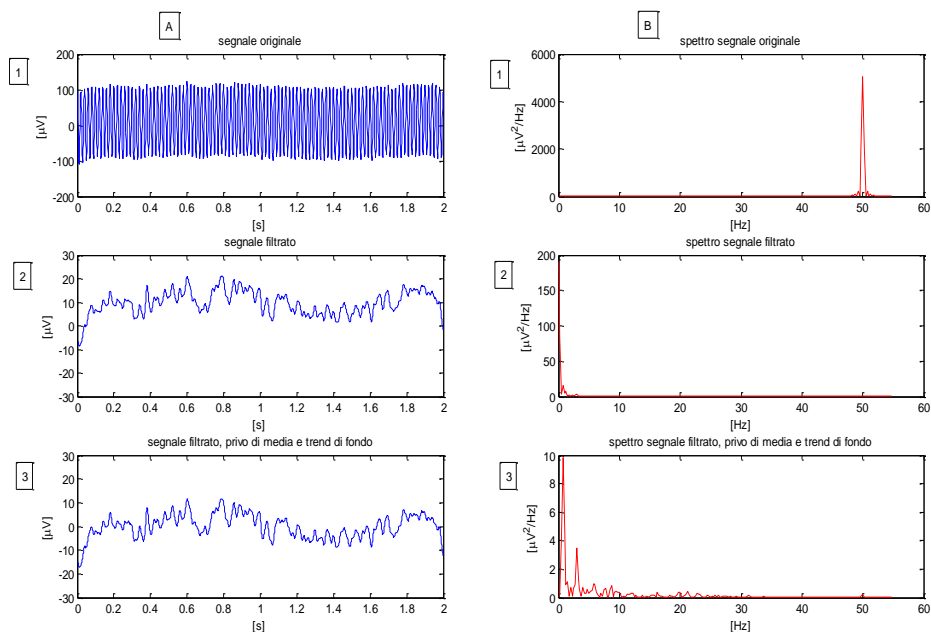 A
B
segnale originale
1
200
100
0
-100
-200
[µV]
0 0.2 0.4 0.6 0.8 1 1.2 1.4 1.6 1.8 2
[s]
spettro segnale originale
1
6000
4000
2000
0
[µV²/Hz]
0 10 20 30 40 50 60
[Hz]
segnale filtrato
2
30
20
10
0
-10
-20
-30
[µV]
0 0.2 0.4 0.6 0.8 1 1.2 1.4 1.6 1.8 2
[s]
spettro segnale filtrato
2
200
150
100
50
0
[µV²/Hz]
0 10 20 30 40 50 60
[Hz]
segnale filtrato, privo di media e trend di fondo
3
30
20
10
0
-10
-20
-30
[µV]
0 0.2 0.4 0.6 0.8 1 1.2 1.4 1.6 1.8 2
[s]
spettro segnale filtrato, privo di media e trend di fondo
3
10
8
6
4
2
0
[µV²/Hz]
0 10 20 30 40 50 60
[Hz]